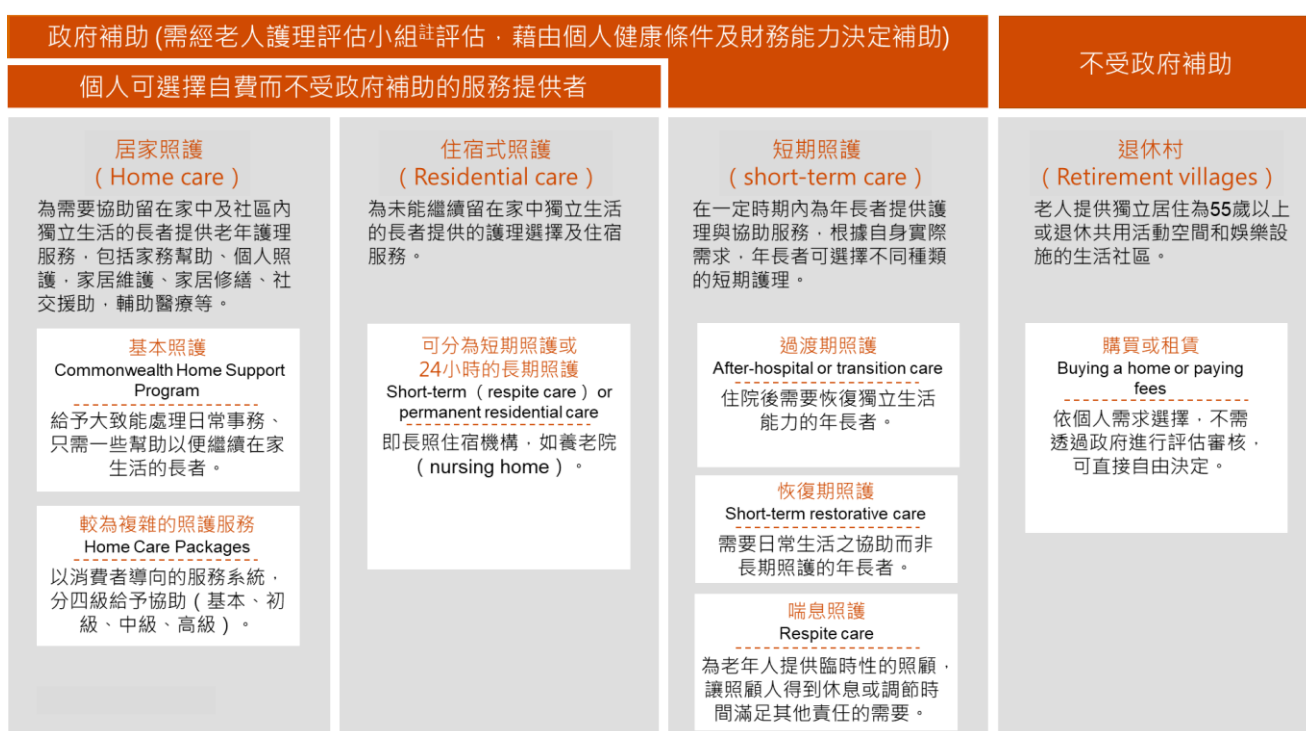 政府補助 (需經老人護理評估小組註評估，藉由個人健康條件及財務能力決定補助)
個人可選擇自費而不受政府補助的服務提供者
不受政府補助
居家照護
（Home care）
為需要協助留在家中及社區內
獨立生活的長者提供老年護理
服務，包括家務幫助、個人照
護，家居維護、家居修繕、社
交援助，輔助醫療等。
基本照護
Commonwealth Home Support
Program
給予大致能處理日常事務、
只需一些幫助以便繼續在家
生活的長者。
較為複雜的照護服務
Home Care Packages
以消費者導向的服務系統，
分四級給予協助（基本、初
級、中級、高級）。
住宿式照護
（Residential care）
為未能繼續留在家中獨立生活
的長者提供的護理選擇及住宿
服務。
可分為短期照護或
24小時的長期照護
Short-term （respite care）or
permanent residential care
即長照住宿機構，如養老院
（nursing home）。
短期照護
（short-term care）
在一定時期內為年長者提供護
理與協助服務，根據自身實際
需求，年長者可選擇不同種類
的短期護理。
過渡期照護
After-hospital or transition care
住院後需要恢復獨立生活
能力的年長者。
恢復期照護
Short-term restorative care
需要日常生活之協助而非
長期照護的年長者。
喘息照護
Respite care
為老年人提供臨時性的照顧，
讓照顧人得到休息或調節時
間滿足其他責任的需要。
退休村
（Retirement villages）
老人提供獨立居住為55歲以上
或退休共用活動空間和娛樂設
施的生活社區。
購買或租賃
Buying a home or paying
fees
依個人需求選擇，不需
透過政府進行評估審核，
可直接自由決定。